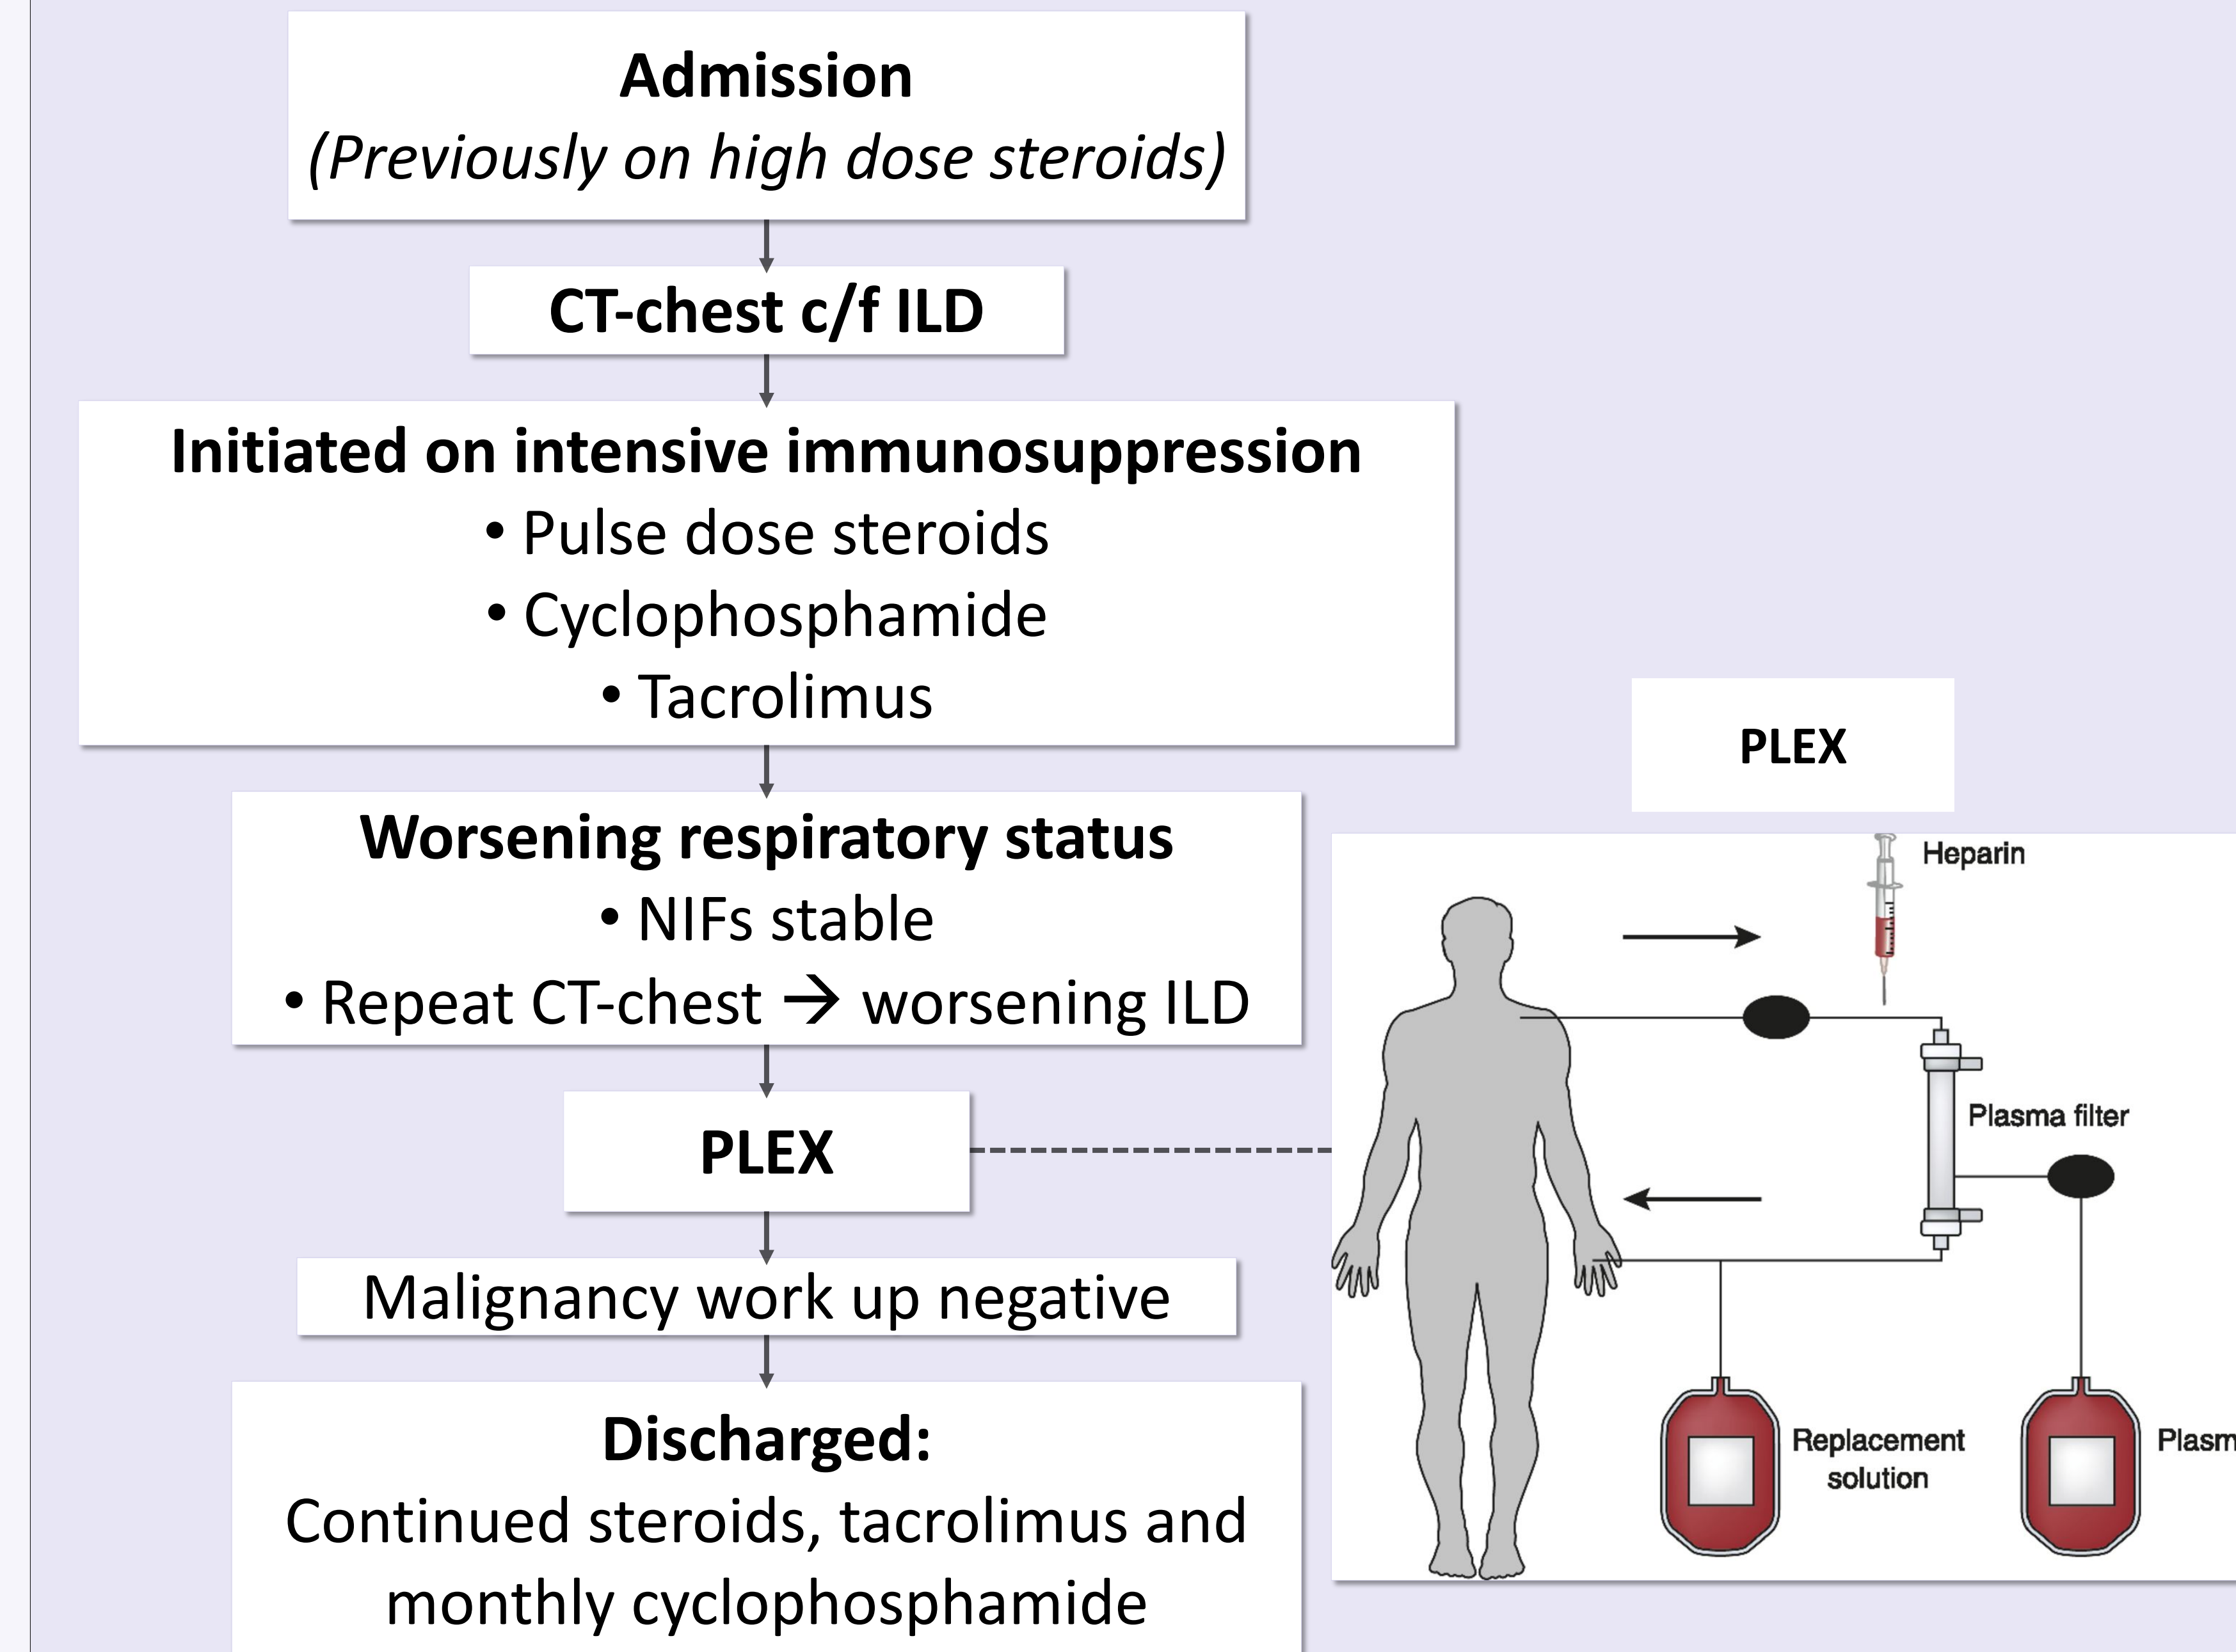 Admission
(Previously on high dose steroids)
CT-chest c/f ILD
Initiated on intensive immunosuppression
• Pulse dose steroids
• Cyclophosphamide
• Tacrolimus
Worsening respiratory status
• NIFs stable
• Repeat CT-chest → worsening ILD
PLEX
Malignancy work up negative
Discharged:
Continued steroids, tacrolimus and
monthly cyclophosphamide
PLEX
Heparin
Plasma filter
Replacement
solution